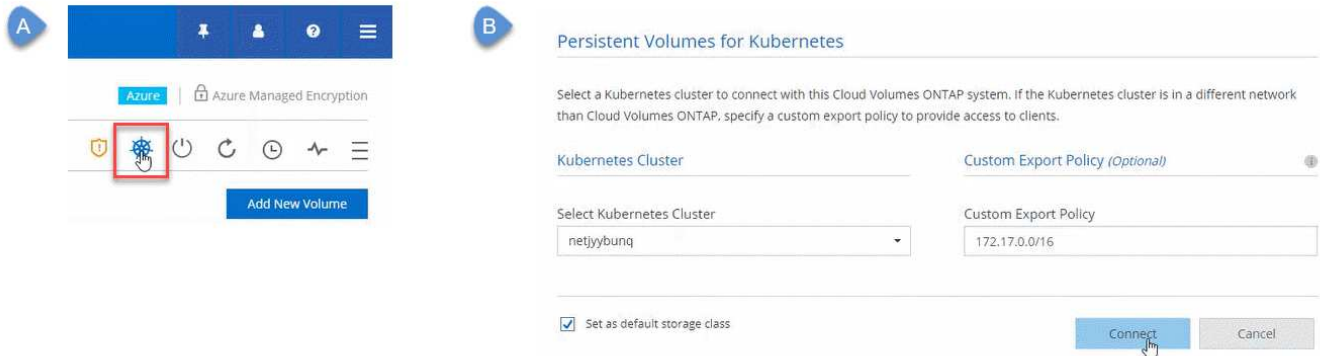 A
Azure
Azure Managed Encryption
Add New Volume
B
Persistent Volumes for Kubernetes
Select a Kubernetes cluster to connect with this Cloud Volumes ONTAP system. If the Kubernetes cluster is in a different network
than Cloud Volumes ONTAP, specify a custom export policy to provide access to clients.
Kubernetes Cluster
Custom Export Policy (Optional)
Select Kubernetes Cluster
Custom Export Policy
netjyybunq
172.17.0.0/16
Set as default storage class
Connect
Cancel